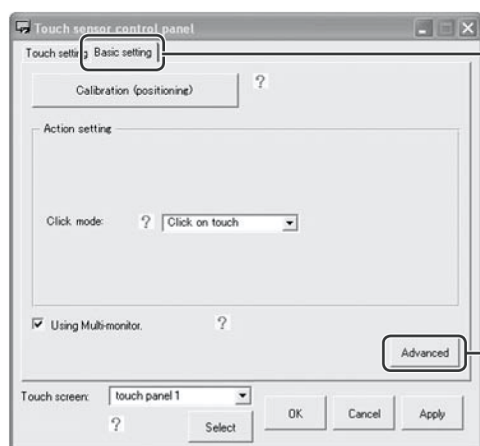 Touch sensor control panel
Touch setting Basic setting
Calibration (positioning) ?
Action setting
Click mode: ? Click on touch
Using Multi-monitor. ?
Advanced
Touch screen: touch panel 1
? Select OK Cancel Apply